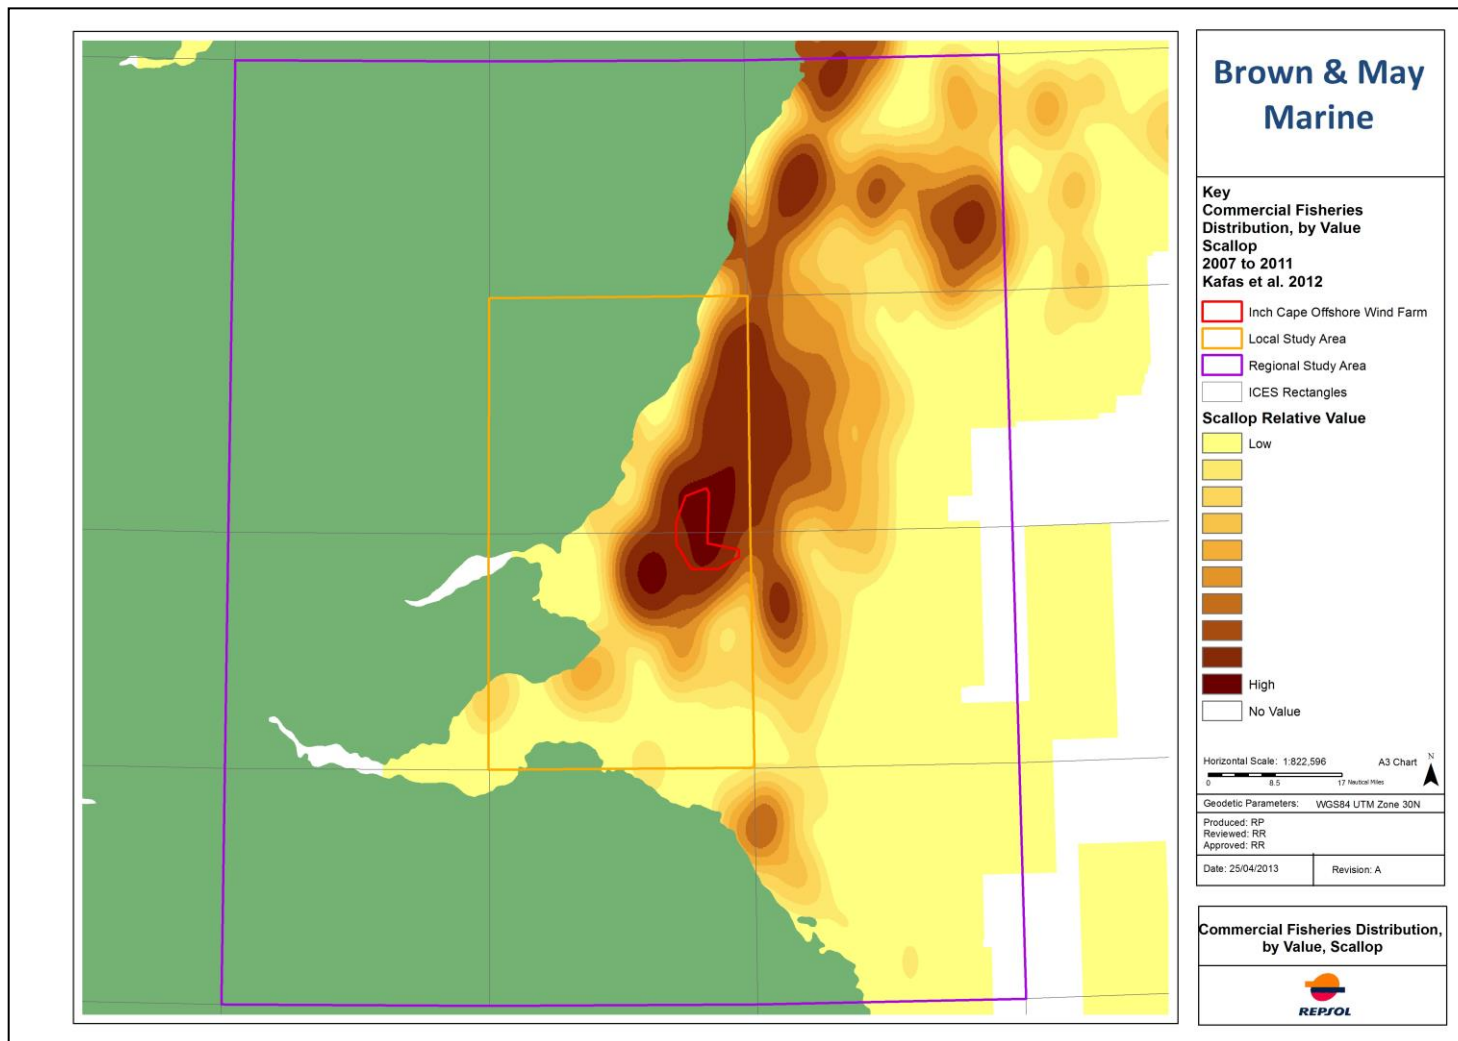 Brown & May
Marine
Key
Commercial Fisheries
Distribution, by Value
Scallop
2007 to 2011
Kafas et al. 2012
Inch Cape Offshore Wind Farm
Local Study Area
Regional Study Area
ICES Rectangles
Scallop Relative Value
Low
High
No Value
Horizontal Scale: 1:822,596
A3 Chart
N
0 8.5 17 Nautical Miles
Geodetic Parameters: WGS84 UTM Zone 30N
Produced: RP
Reviewed: RR
Approved: RR
Date: 25/04/2013
Revision: A
Commercial Fisheries Distribution,
by Value, Scallop
REPSOL